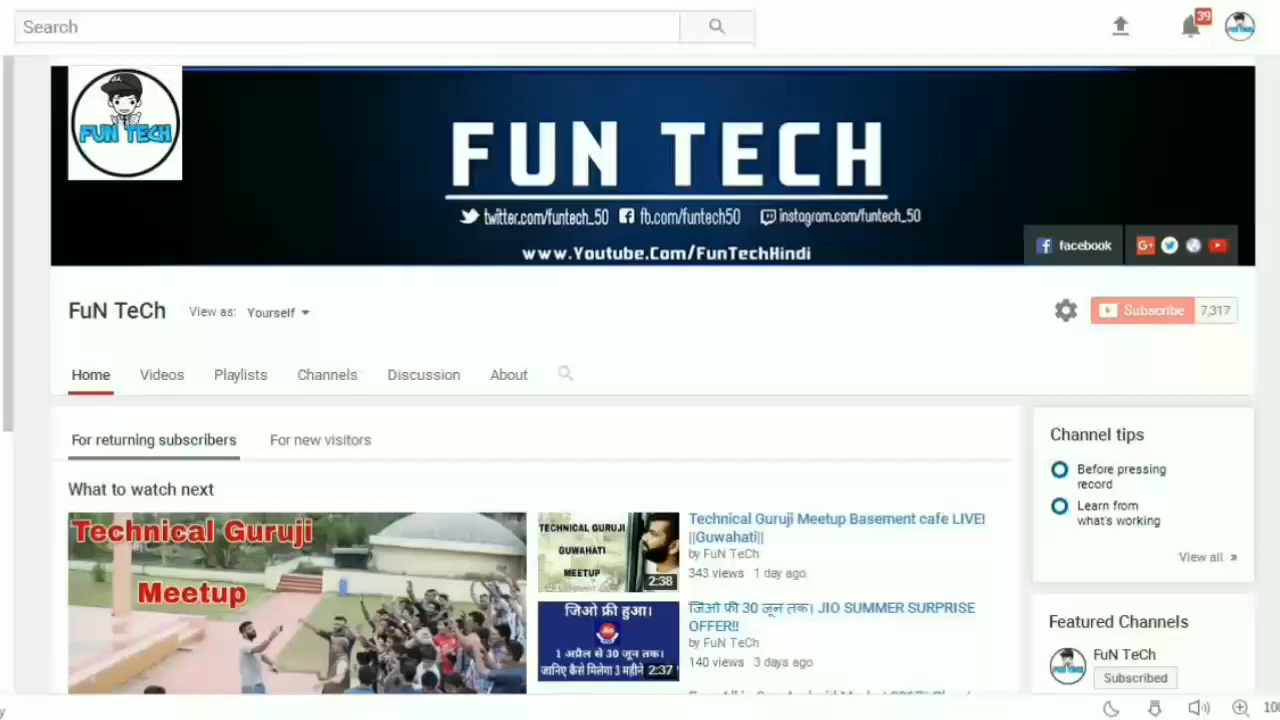 Search
39
FUN TECH
FUN TECH
twitter.com/funtech_50 fb.com/funtech50 instagram.com/funtech_50
www.Youtube.Com/FunTechHindi
facebook
FuN TeCh View as: Yourself
Subscribe 7,317
Home Videos Playlists Channels Discussion About
For returning subscribers For new visitors
What to watch next
Technical Guruji
Meetup
TECHNICAL GURUJI
GUWAHATI
MEETUP
2:38
Technical Guruji Meetup Basement cafe LIVE!
||Guwahati||
by FuN TeCh
343 views 1 day ago
जिओ फ्री हुआ।
Jio
1 अप्रैल से 30 जून तक।
जानिए कैसे मिलेगा 3 महीने
2:37
जिओ फ्री 30 जून तक। JIO SUMMER SURPRISE
OFFER!!
by FuN TeCh
140 views 3 days ago
Channel tips
Before pressing
record
Learn from
what's working
View all »
Featured Channels
FuN TeCh
Subscribed